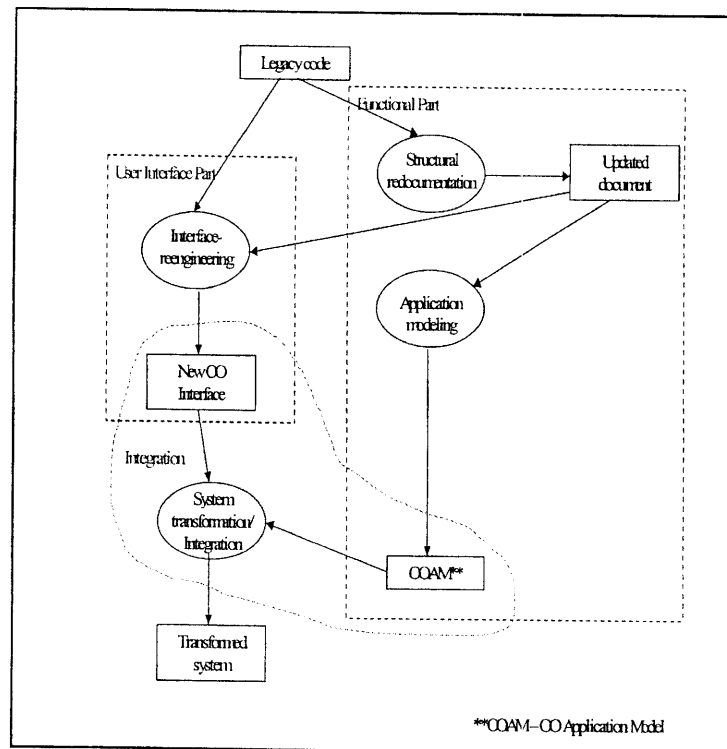 Legacy code
Functional Part
Structural
redocumentation
Updated
document
User Interface Part
Interface-
reengineering
Application
modeling
New OO
Interface
Integration
System
transformation/
Integration
OOAM**
Transformed
system
**OOAM – OO Application Model